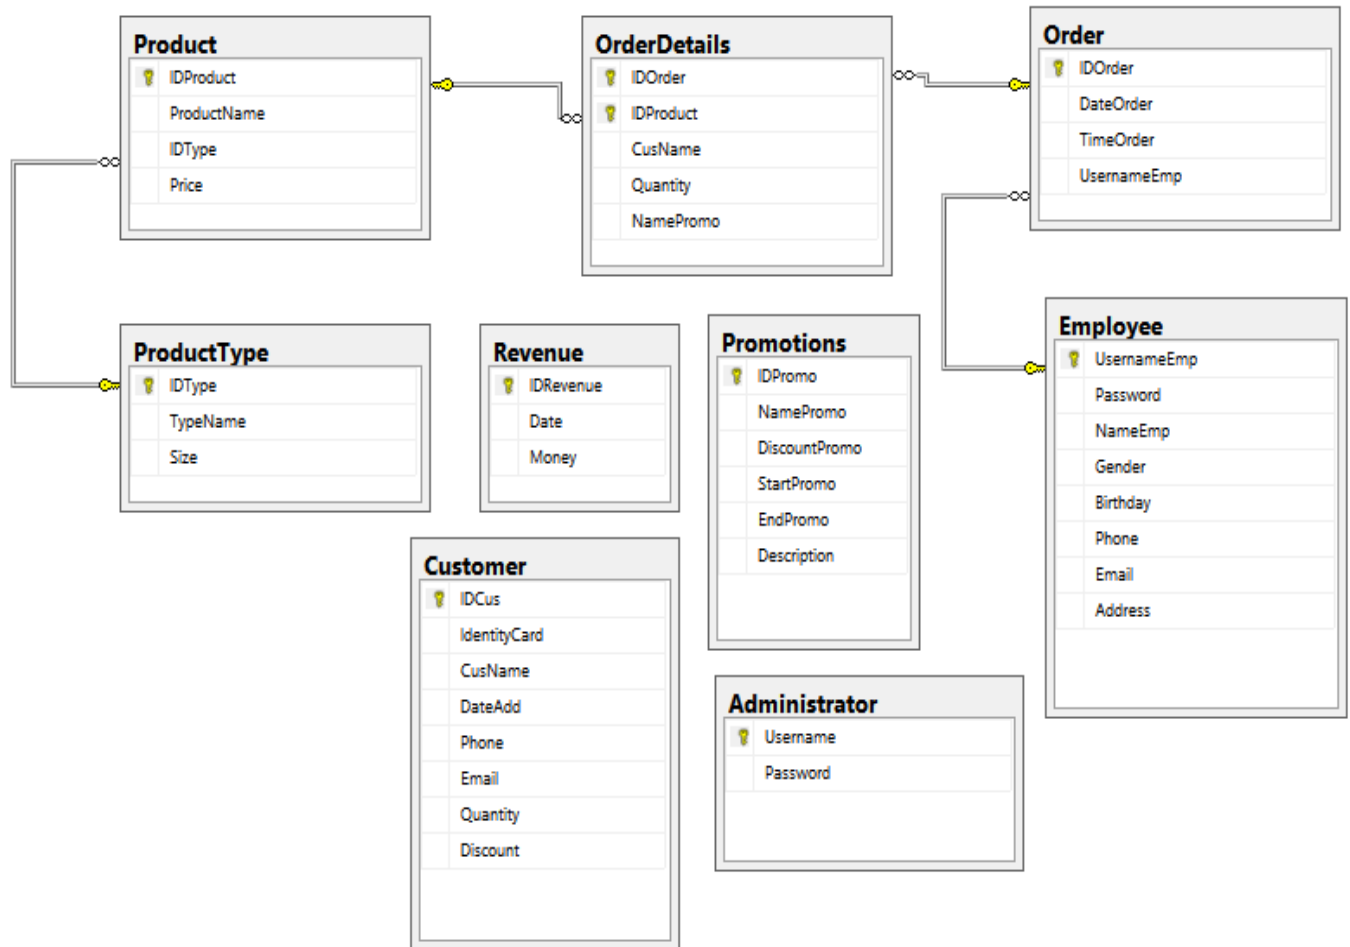 Product
IDProduct
ProductName
IDType
Price
OrderDetails
IDOrder
IDProduct
CusName
Quantity
NamePromo
Order
IDOrder
DateOrder
TimeOrder
UsernameEmp
ProductType
IDType
TypeName
Size
Revenue
IDRevenue
Date
Money
Promotions
IDPromo
NamePromo
DiscountPromo
StartPromo
EndPromo
Description
Employee
UsernameEmp
Password
NameEmp
Gender
Birthday
Phone
Email
Address
Customer
IDCus
IdentityCard
CusName
DateAdd
Phone
Email
Quantity
Discount
Administrator
Username
Password